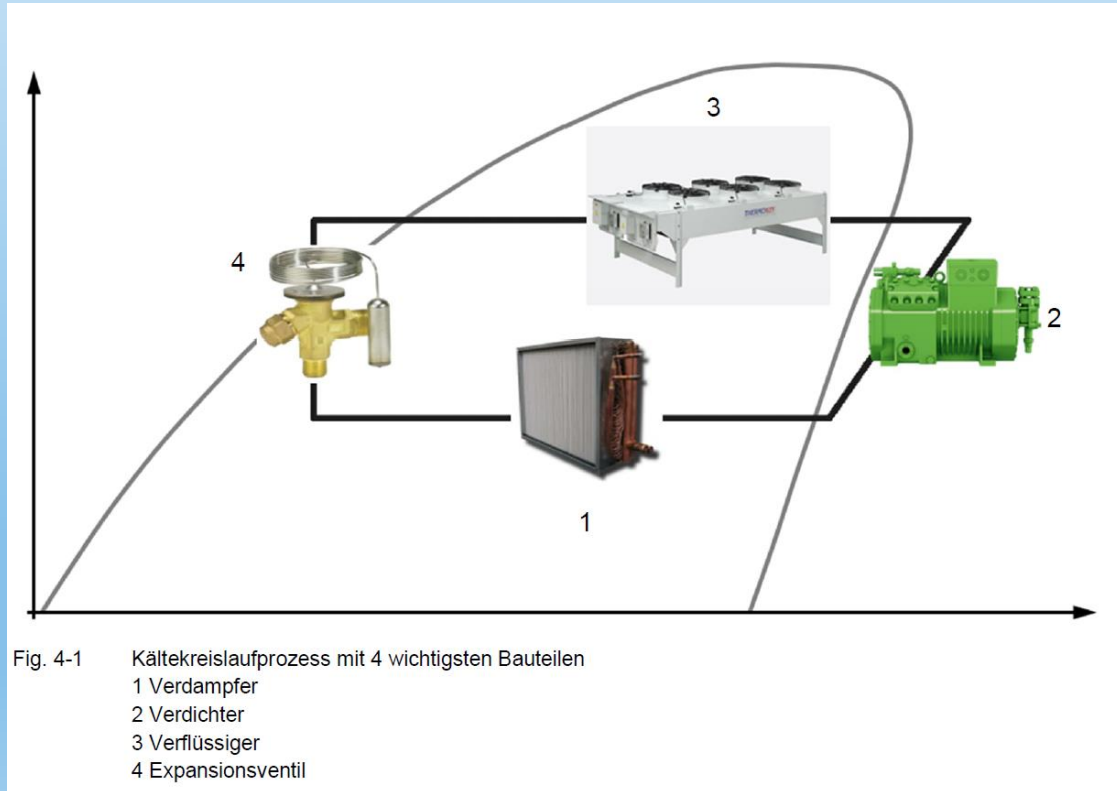 3
4
2
1
Fig. 4-1 Kältekreislaufprozess mit 4 wichtigsten Bauteilen
1 Verdampfer
2 Verdichter
3 Verflüssiger
4 Expansionsventil